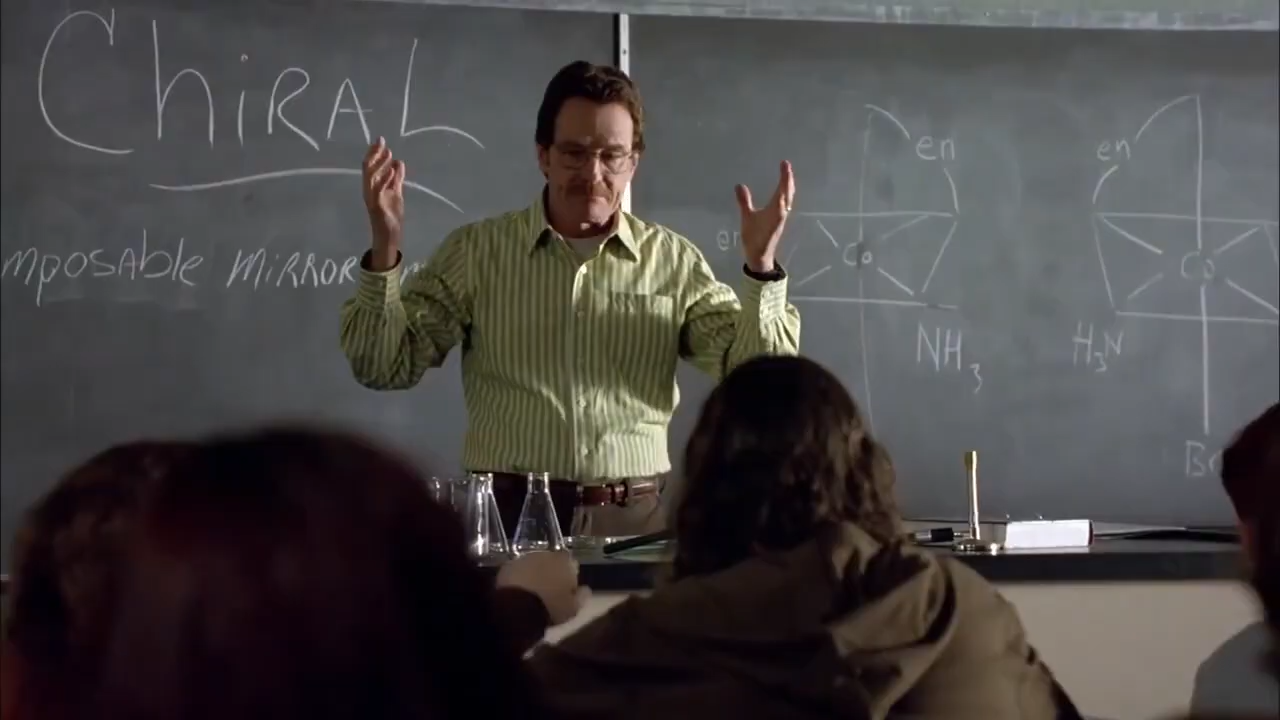 ChiRAL
mposAble MiRROR
en
en
en
Co
Co
NH3
H3N